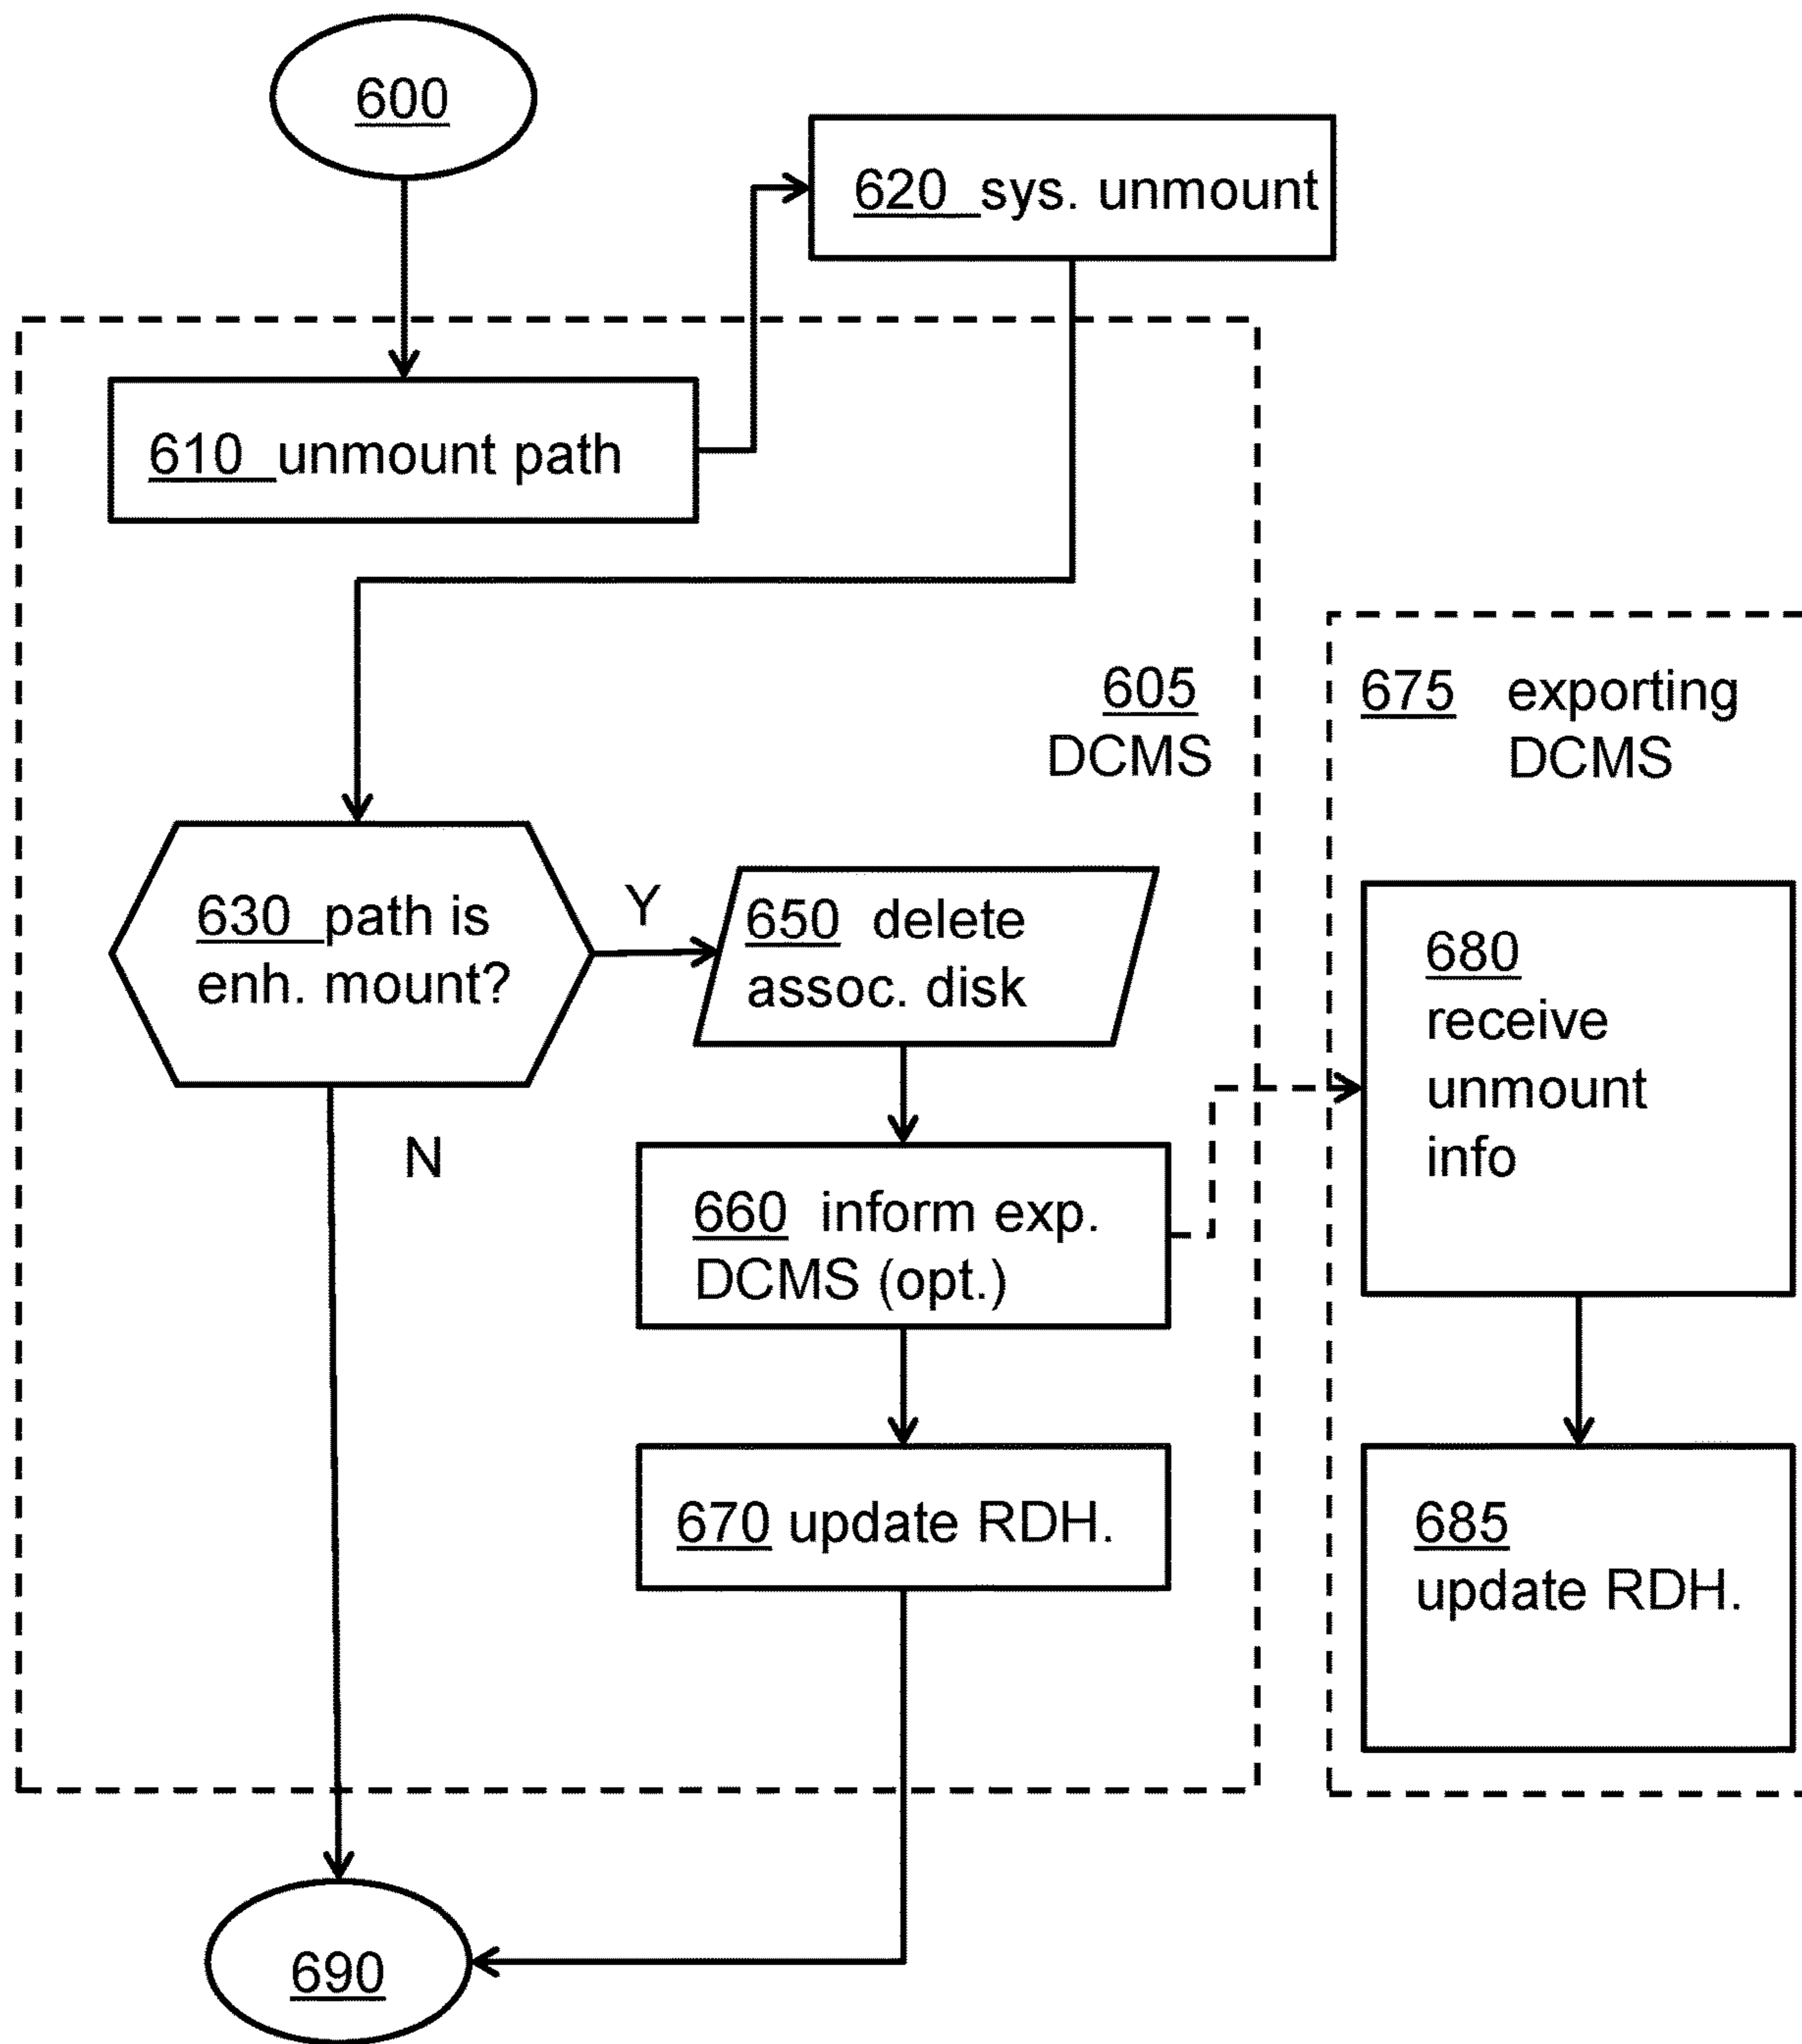 600
620 sys. unmount
610 unmount path
605
DCMS
675 exporting
DCMS
630 path is
enh. mount?
Y
650 delete
assoc. disk
N
660 inform exp.
DCMS (opt.)
680
receive
unmount
info
670 update RDH.
685
update RDH.
690